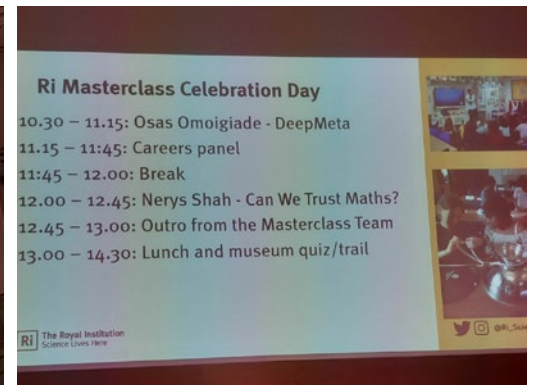 Ri Masterclass Celebration Day
10.30 – 11.15: Osas Omoigiade - DeepMeta
11.15 – 11:45: Careers panel
11:45 – 12.00: Break
12.00 – 12.45: Nerys Shah - Can We Trust Maths?
12.45 – 13.00: Outro from the Masterclass Team
13.00 – 14.30: Lunch and museum quiz/trail
Ri
The Royal Institution
Science Lives Here